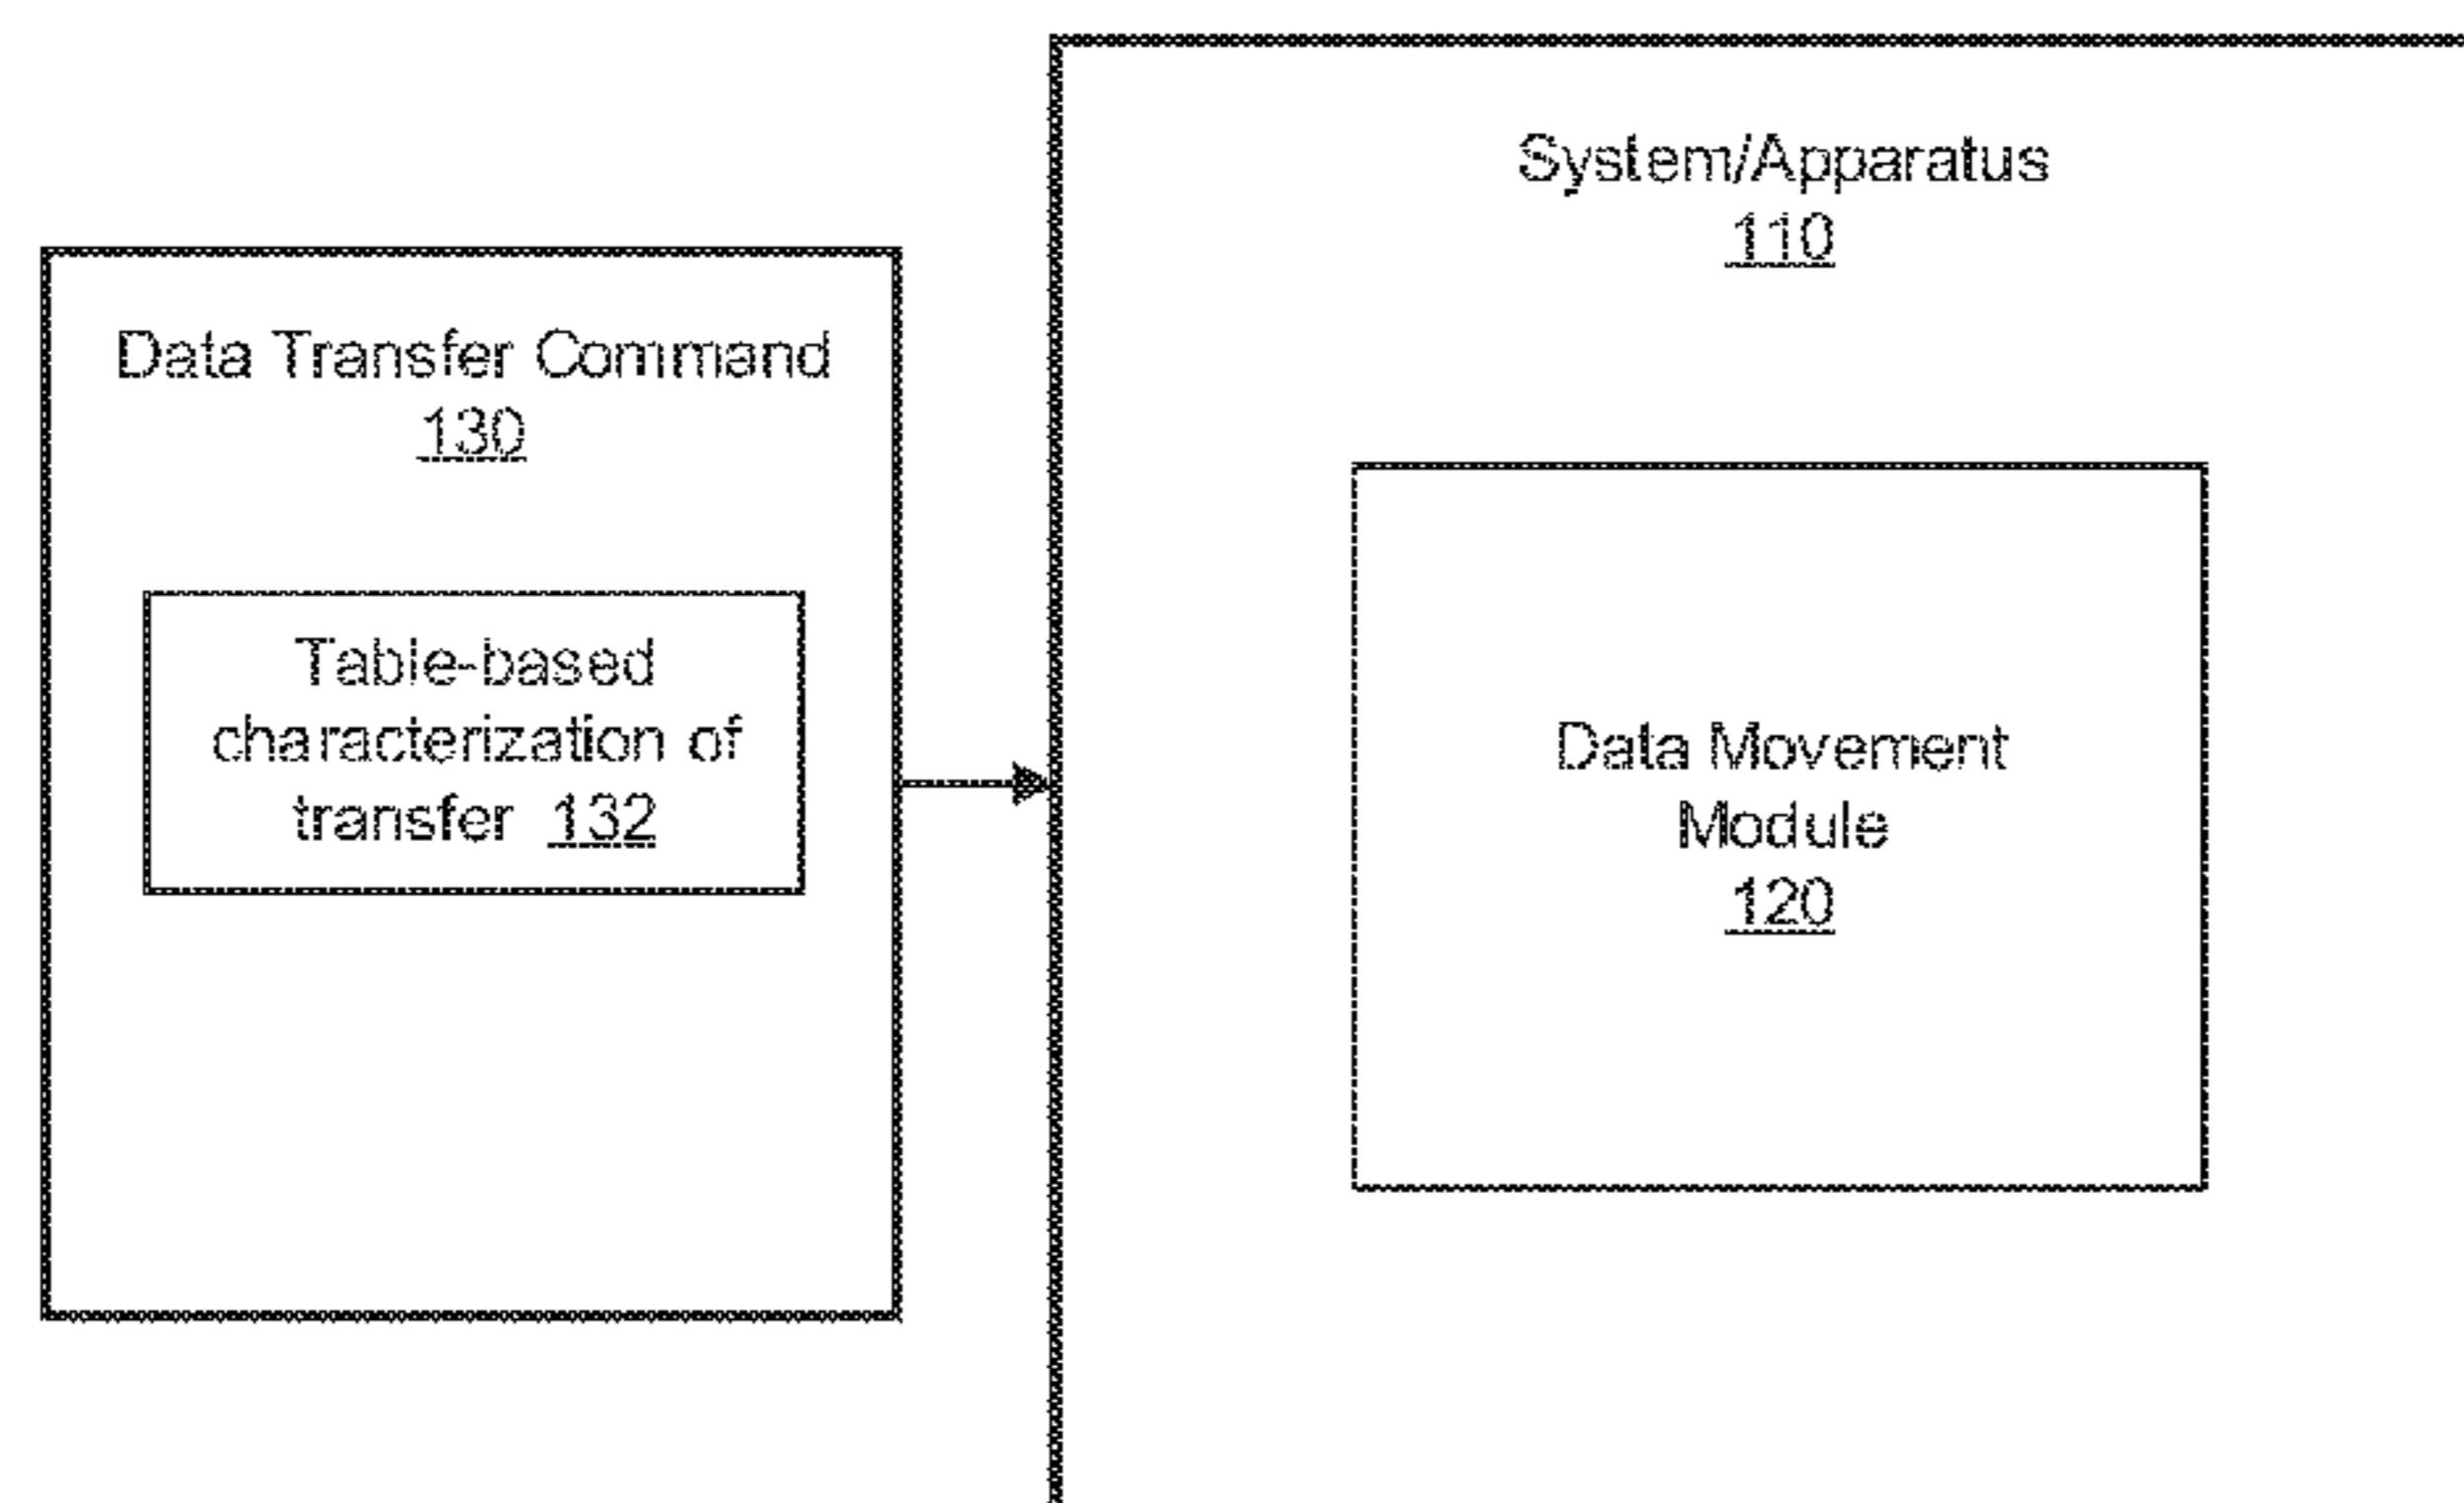 System/Apparatus
110
Data Transfer Command
130
Table-based
characterization of
transfer 132
Data Movement
Module
120